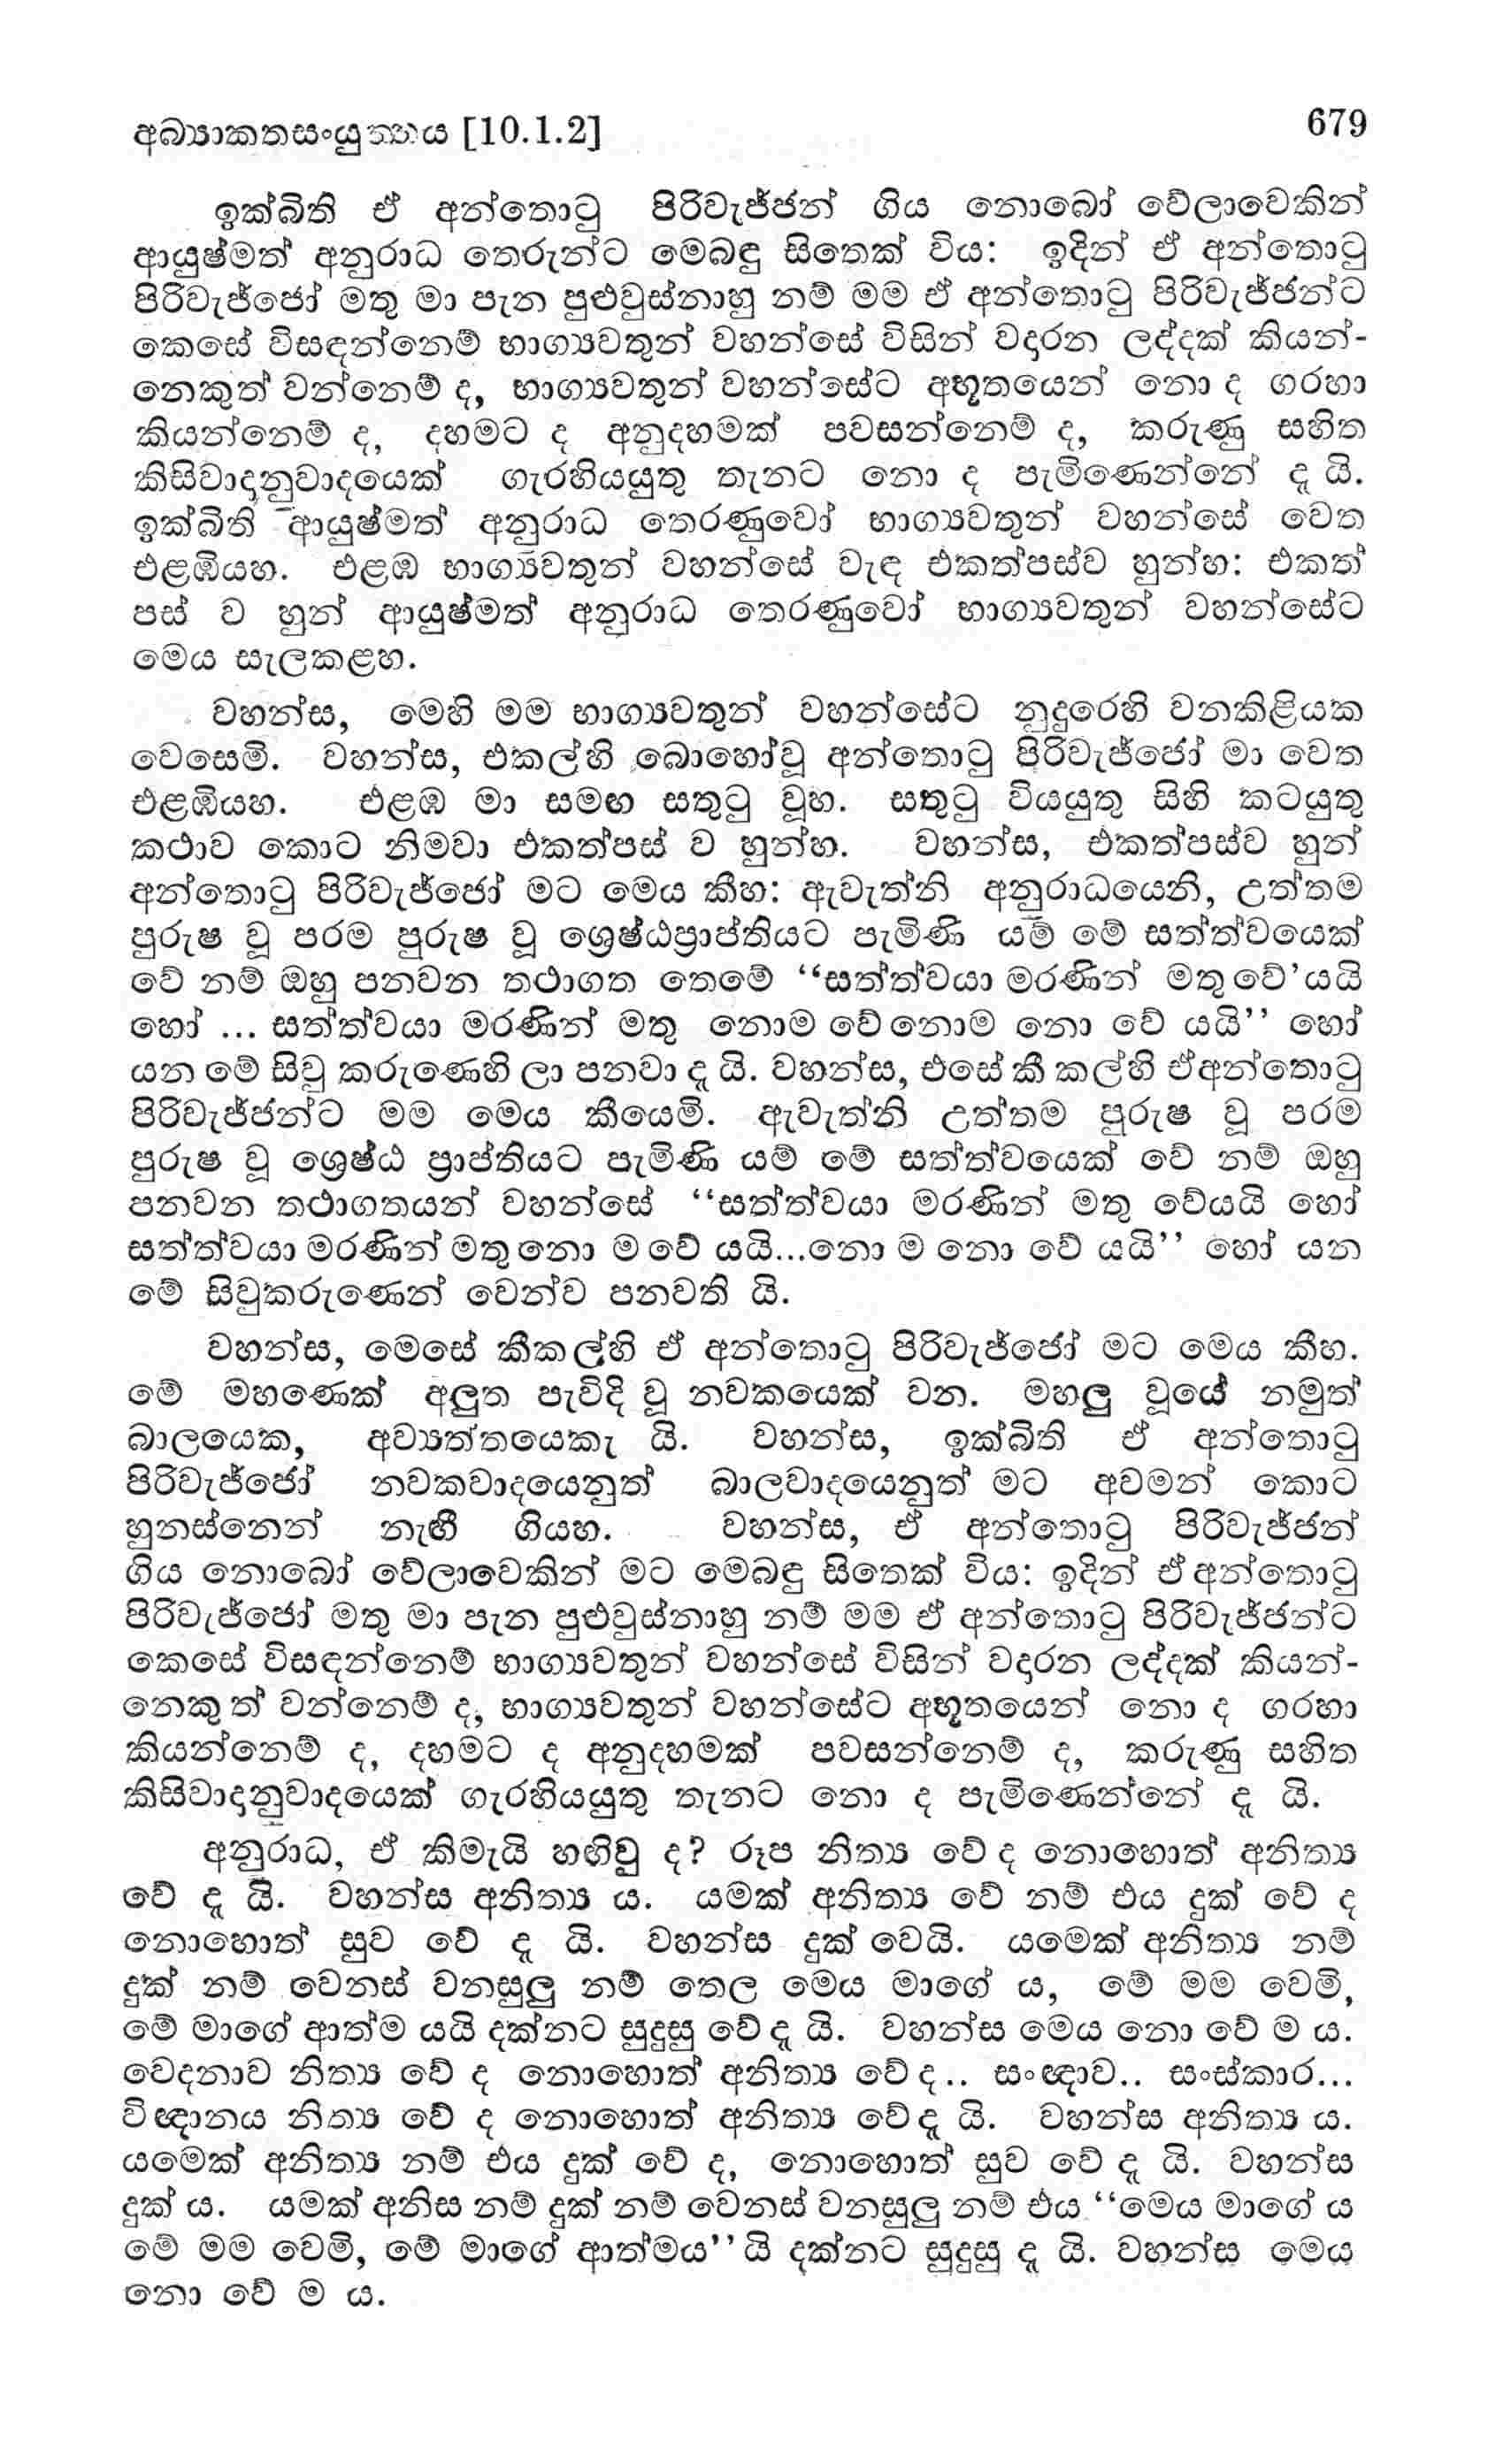 අබ්‍යාකතසංයුත්තය [10.1.2]
679
ඉක්බිති ඒ අන්තොටු පිරිවැජ්ජන් ගිය නොබෝ වේලාවෙකින්
ආයුෂ්මත් අනුරාධ තෙරුන්ට මෙබඳු සිතෙක් විය: ඉදින් ඒ අන්තොටු
පිරිවැජ්ජෝ මතු මා පැන පුළුවුස්නාහු නම් මම ඒ අන්තොටු පිරිවැජ්ජන්ට
කෙසේ විසඳන්නෙම් භාග්‍යවතුන් වහන්සේ විසින් වදාරන ලද්දක් කියන්-
නෙකුත් වන්නෙම් ද, භාග්‍යවතුන් වහන්සේට අභූතයෙන් නො ද ගරහා
කියන්නෙම් ද, දහමට ද අනුදහමක් පවසන්නෙම් ද, කරුණු සහිත
කිසිවාදානුවාදයෙක් ගැරහියයුතු තැනට නො ද පැමිණෙන්නේ දැ යි.
ඉක්බිති ආයුෂ්මත් අනුරාධ තෙරණුවෝ භාග්‍යවතුන් වහන්සේ වෙත
එළඹියහ. එළඹ භාග්‍යවතුන් වහන්සේ වැඳ එකත්පස්ව හුන්හ: එකත්
පස් ව හුන් ආයුෂ්මත් අනුරාධ තෙරණුවෝ භාග්‍යවතුන් වහන්සේට
මෙය සැලකළහ.
වහන්ස, මෙහි මම භාග්‍යවතුන් වහන්සේට නුදුරෙහි වනකිළියක
වෙසෙමි. වහන්ස, එකල්හි බොහෝවූ අන්තොටු පිරිවැජ්ජෝ මා වෙත
එළඹියහ. එළඹ මා සමඟ සතුටු වූහ. සතුටු වියයුතු සිහි කටයුතු
කථාව කොට නිමවා එකත්පස් ව හුන්හ. වහන්ස, එකත්පස්ව හුන්
අන්තොටු පිරිවැජ්ජෝ මට මෙය කීහ: ඇවැත්නි අනුරාධයෙනි, උත්තම
පුරුෂ වූ පරම පුරුෂ වූ ශ්‍රෙෂ්ඨප්‍රාප්තියට පැමිණි යම් මේ සත්ත්වයෙක්
වේ නම් ඔහු පනවන තථාගත තෙමේ “සත්ත්වයා මරණින් මතු වේ’යයි
හෝ ... සත්ත්වයා මරණින් මතු නොම වේ නොම නො වේ යයි’’ හෝ
යන මේ සිවු කරුණෙහි ලා පනවා දැ යි. වහන්ස, එසේ කී කල්හි ඒඅන්තොටු
පිරිවැජ්ජන්ට මම මෙය කීයෙමි. ඇවැත්නි උත්තම පුරුෂ වූ පරම
පුරුෂ වූ ශ්‍රෙෂ්ඨ ප්‍රාප්තියට පැමිණි යම් මේ සත්ත්වයෙක් වේ නම් ඔහු
පනවන තථාගතයන් වහන්සේ “සත්ත්වයා මරණින් මතු වේයයි හෝ
සත්ත්වයා මරණින් මතු නො ම වේ යයි...නො ම නො වේ යයි’’ හෝ යන
මේ සිවුකරුණෙන් වෙන්ව පනවති යි.
වහන්ස, මෙසේ කීකල්හි ඒ අන්තොටු පිරිවැජ්ජෝ මට මෙය කීහ.
මේ මහණෙක් අලුත පැවිදි වූ නවකයෙක් වන. මහලු වූයේ නමුත්
බාලයෙක, අව්‍යත්තයෙකැ යි. වහන්ස, ඉක්බිති ඒ අන්තොටු
පිරිවැජ්ජෝ නවකවාදයෙනුත් බාලවාදයෙනුත් මට අවමන් කොට
හුනස්නෙන් නැඟී ගියහ. වහන්ස, ඒ අන්තොටු පිරිවැජ්ජන්
ගිය නොබෝ වේලාවෙකින් මට මෙබඳු සිතෙක් විය: ඉදින් ඒ අන්තොටු
පිරිවැජ්ජෝ මතු මා පැන පුළුවුස්නාහු නම් මම ඒ අන්තොටු පිරිවැජ්ජන්ට
කෙසේ විසඳන්නෙම් භාග්‍යවතුන් වහන්සේ විසින් වදාරන ලද්දක් කියන්-
නෙකු ත් වන්නෙම් ද, භාග්‍යවතුන් වහන්සේට අභූතයෙන් නො ද ගරහා
කියන්නෙම් ද, දහමට ද අනුදහමක් පවසන්නෙම් ද, කරුණු සහිත
කිසිවාදානුවාදයෙක් ගැරහියයුතු තැනට නො ද පැමිණෙන්නේ දැ යි.
අනුරාධ, ඒ කිමැයි හඟිවු ද? රූප නිත්‍ය වේ ද නොහොත් අනිත්‍ය
වේ දැ යි. වහන්ස අනිත්‍ය ය. යමක් අනිත්‍ය වේ නම් එය දුක් වේ ද
නොහොත් සුව වේ දැ යි. වහන්ස දුක් වෙයි. යමෙක් අනිත්‍ය නම්
දුක් නම් වෙනස් වනසුලු නම් තෙල මෙය මාගේ ය, මේ මම වෙමි,
මේ මාගේ ආත්ම යයි දක්නට සුදුසු වේ දැ යි. වහන්ස මෙය නො වේ ම ය.
වෙදනාව නිත්‍ය වේ ද නොහොත් අනිත්‍ය වේ ද.. සංඥාව.. සංස්කාර...
විඥානය නිත්‍ය වේ ද නොහොත් අනිත්‍ය වේදැ යි. වහන්ස අනිත්‍ය ය.
යමෙක් අනිත්‍ය නම් එය දුක් වේ ද, නොහොත් සුව වේ දැ යි. වහන්ස
දුක් ය. යමක් අනිස නම් දුක් නම් වෙනස් වනසුලු නම් එය “මෙය මාගේ ය
මේ මම වෙමි, මේ මාගේ ආත්මය’’යි දක්නට සුදුසු දැ යි. වහන්ස මෙය
නො වේ ම ය.